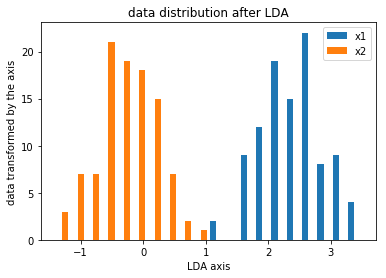 data distribution after LDA
x1
x2
data transformed by the axis
20
15
10
5
0
−1
0
1
2
3
LDA axis